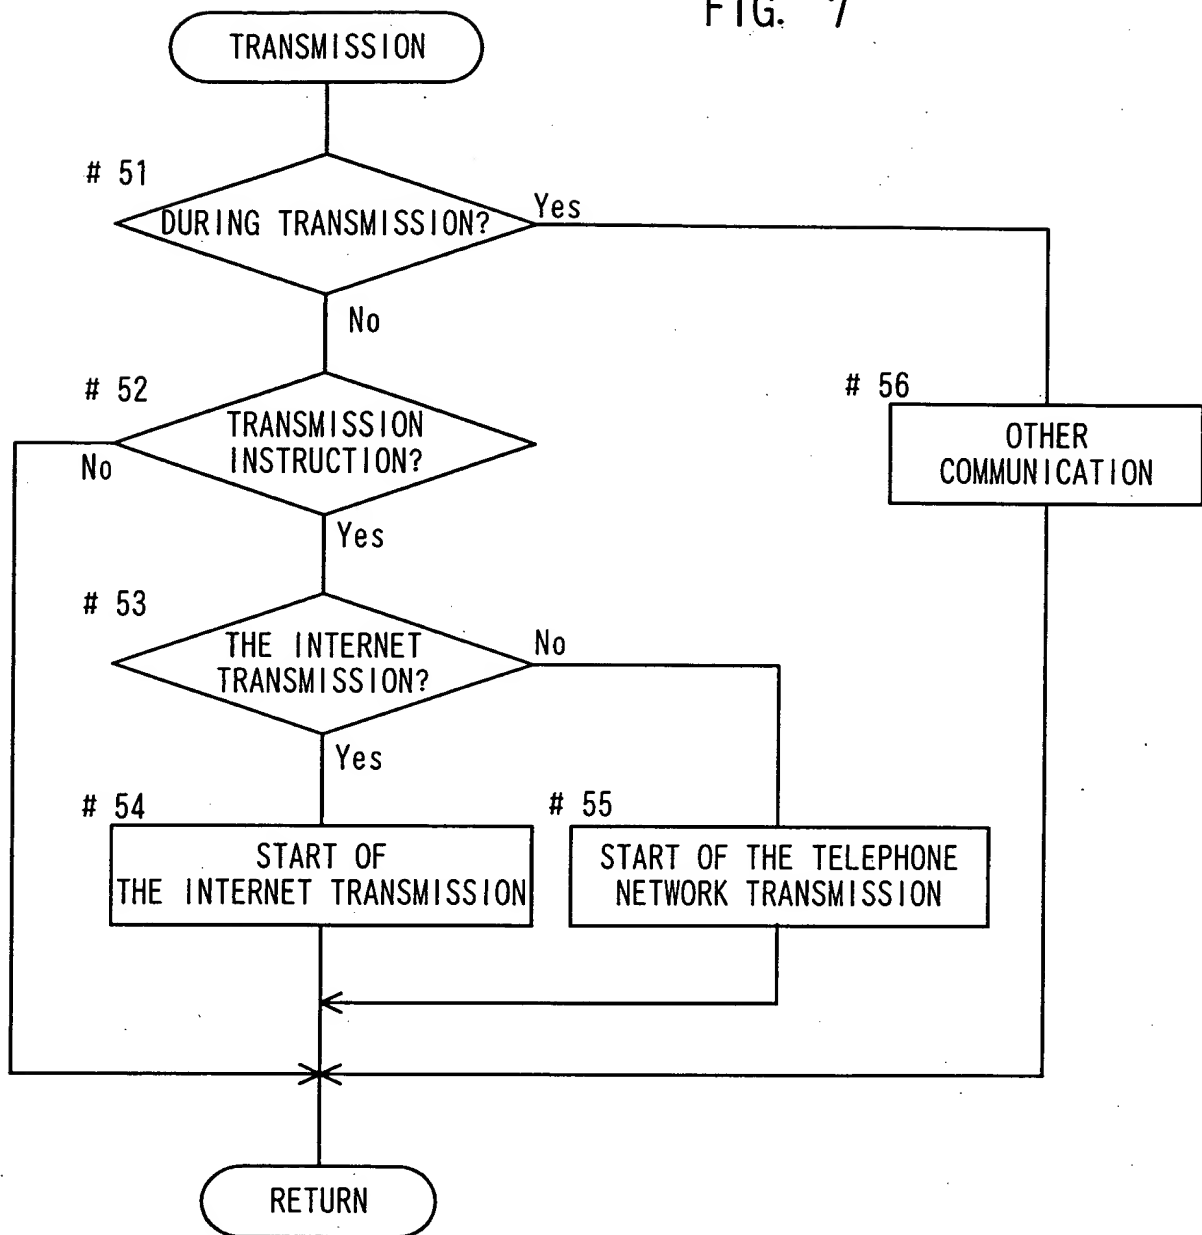 FIG. 7
TRANSMISSION
# 51
DURING TRANSMISSION?
Yes
No
# 52
TRANSMISSION
INSTRUCTION?
No
Yes
# 56
OTHER
COMMUNICATION
# 53
THE INTERNET
TRANSMISSION?
No
Yes
# 54
START OF
THE INTERNET TRANSMISSION
# 55
START OF THE TELEPHONE
NETWORK TRANSMISSION
RETURN